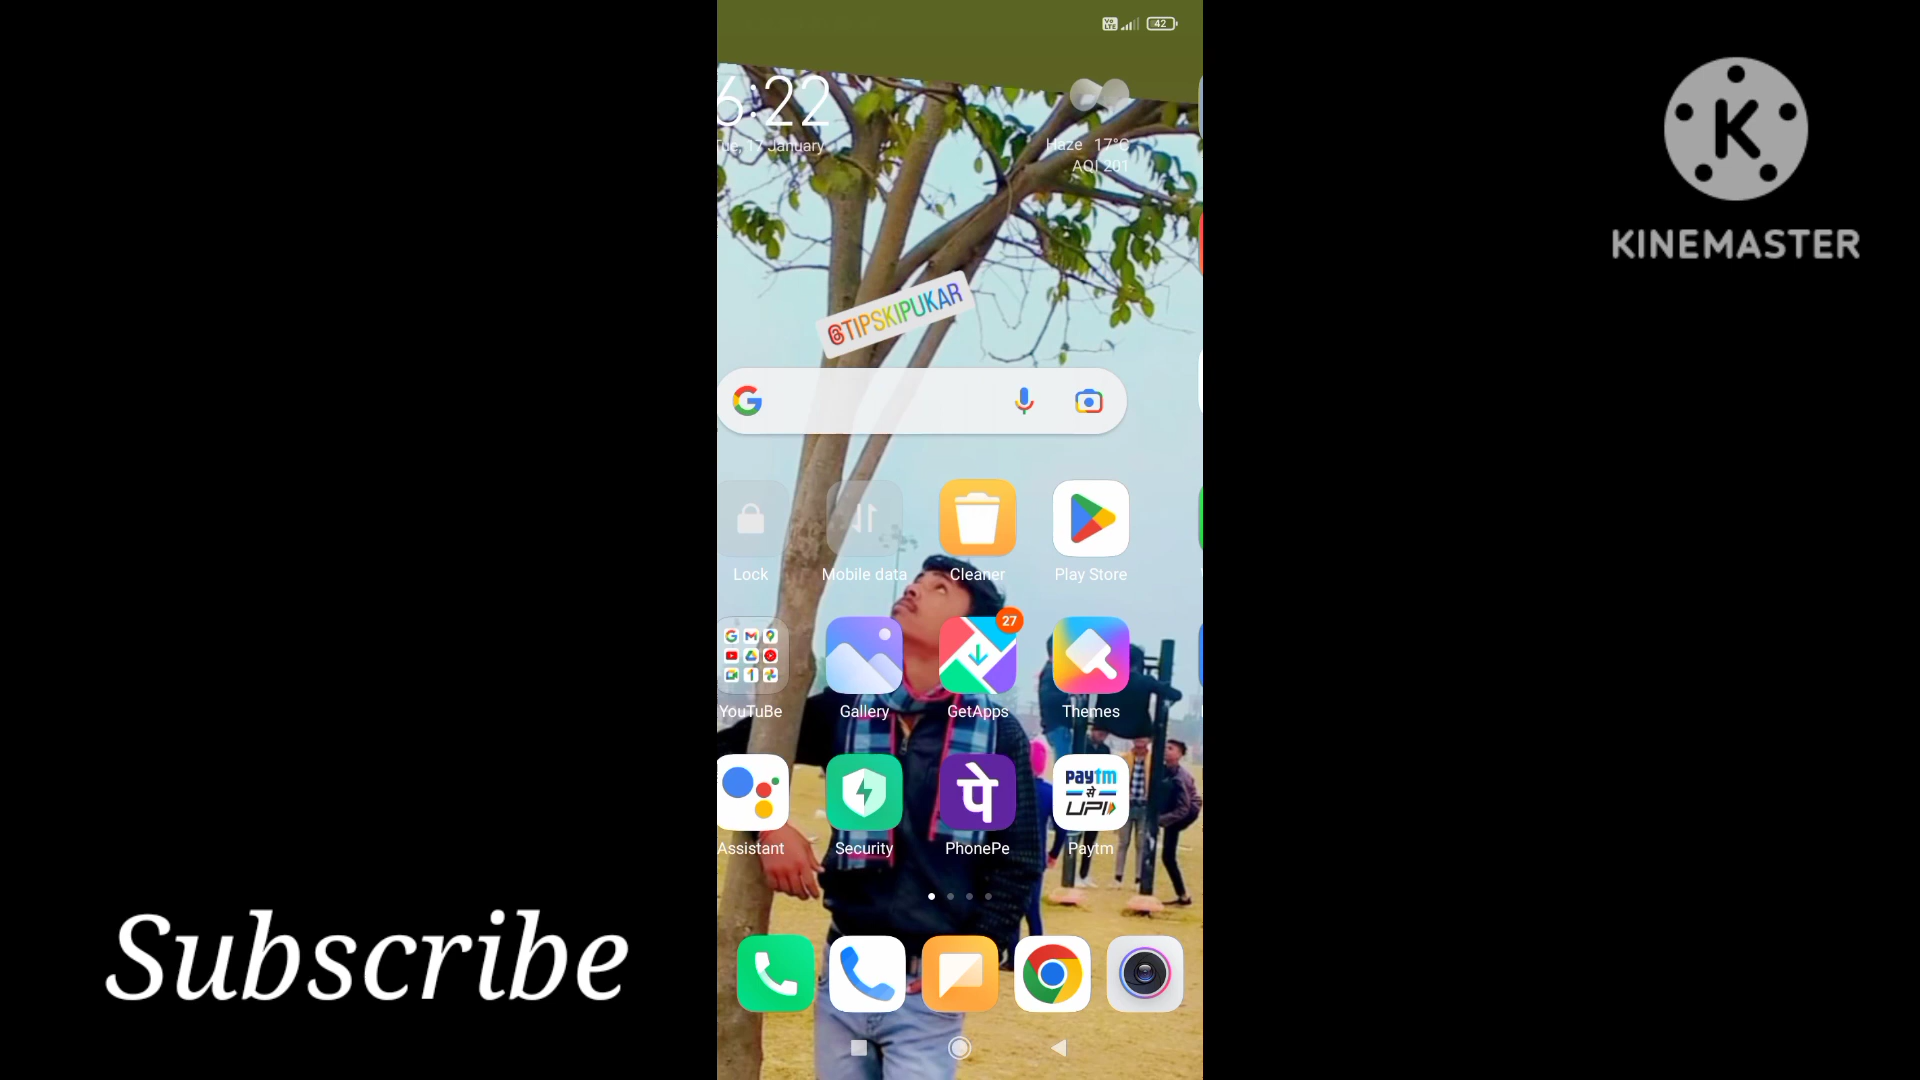 42
6:22
Tue, 17 January
Haze 17°C
AQI 201
@TIPSKIPUKAR
Lock
Mobile data
Cleaner
Play Store
27
YouTuBe
Gallery
GetApps
Themes
पे
paytm
से
UPI
Assistant
Security
PhonePe
Paytm
K
KINEMASTER
Subscribe